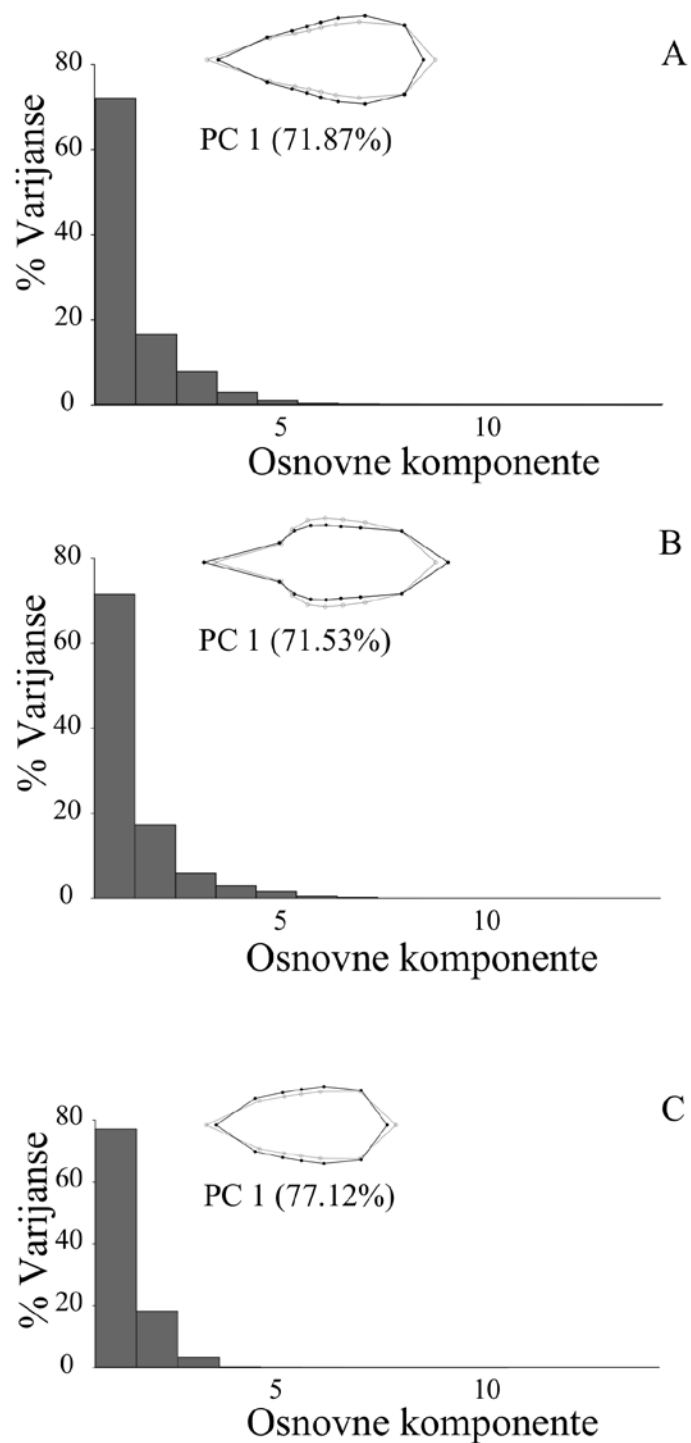 A
80
60
40
20
0
% Varijanse
PC 1 (71.87%)
5 10
Osnovne komponente
B
80
60
40
20
0
% Varijanse
PC 1 (71.53%)
5 10
Osnovne komponente
C
80
60
40
20
0
% Varijanse
PC 1 (77.12%)
5 10
Osnovne komponente